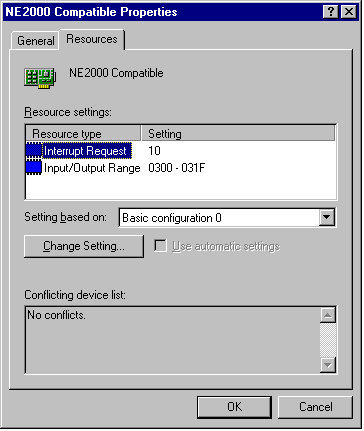 NE2000 Compatible Properties
General Resources
NE2000 Compatible
Resource settings:
Resource type Setting
Interrupt Request 10
Input/Output Range 0300 - 031F
Setting based on: Basic configuration 0
Change Setting... Use automatic settings
Conflicting device list:
No conflicts.
OK Cancel